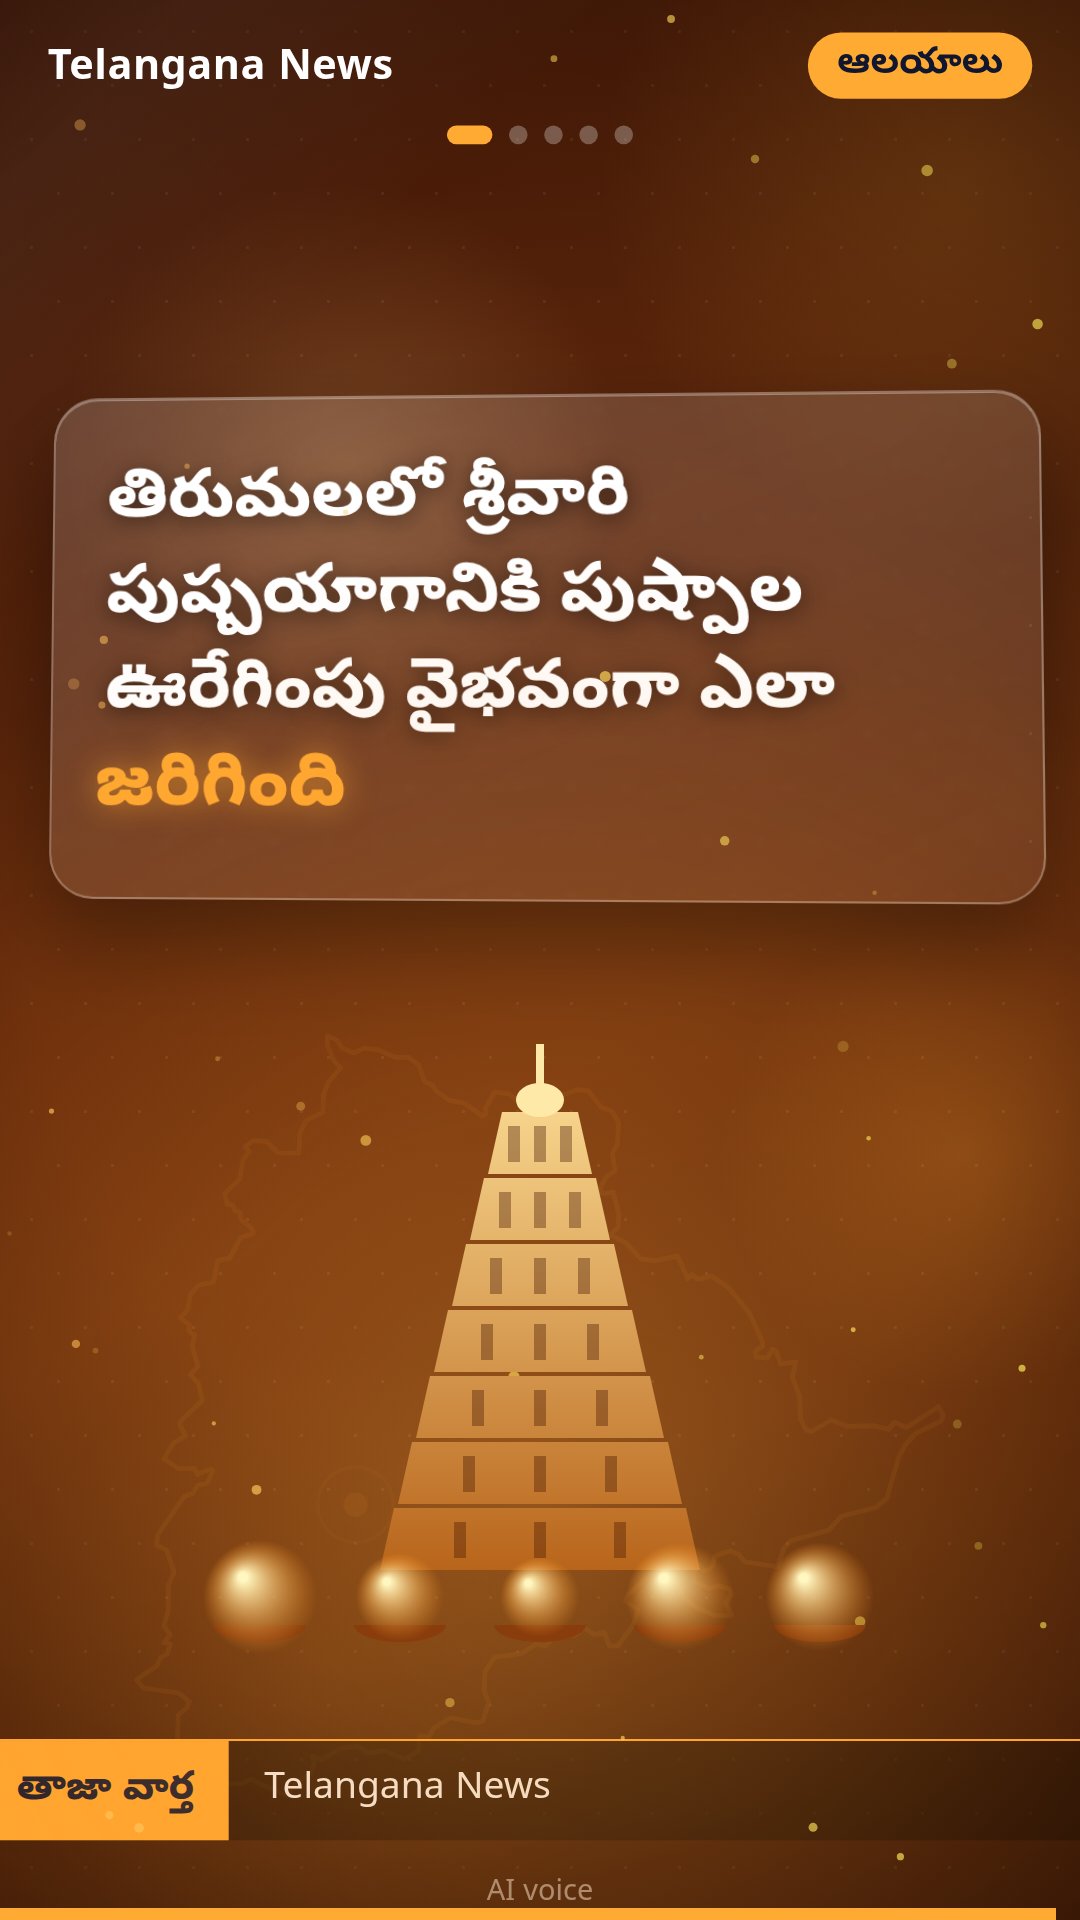 Telangana News
ఆలయాలు
తిరుమలలో శ్రీవారి
పుష్పయాగానికి పుష్పాల
ఊరేగింపు వైభవంగా ఎలా
జరిగింది
తాజా వార్త
Telangana News
AI voice